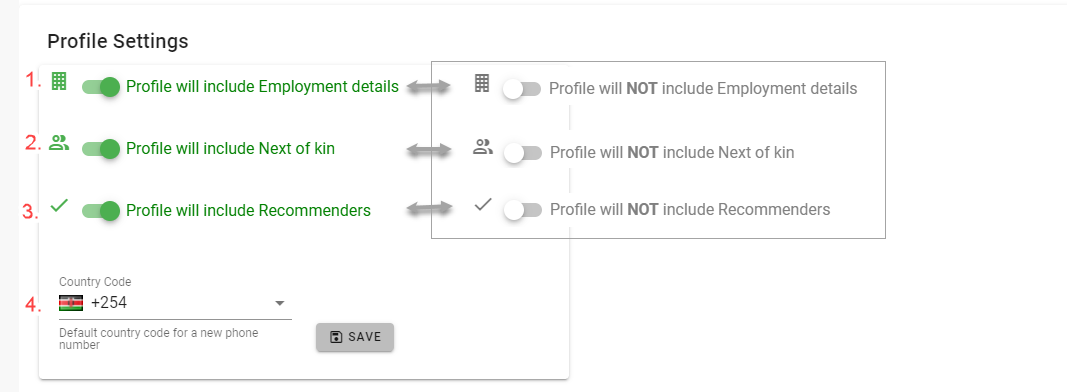 Profile Settings
1. Profile will include Employment details Profile will NOT include Employment details
2. Profile will include Next of kin Profile will NOT include Next of kin
3. Profile will include Recommenders Profile will NOT include Recommenders
Country Code
4. +254
Default country code for a new phone
number
SAVE